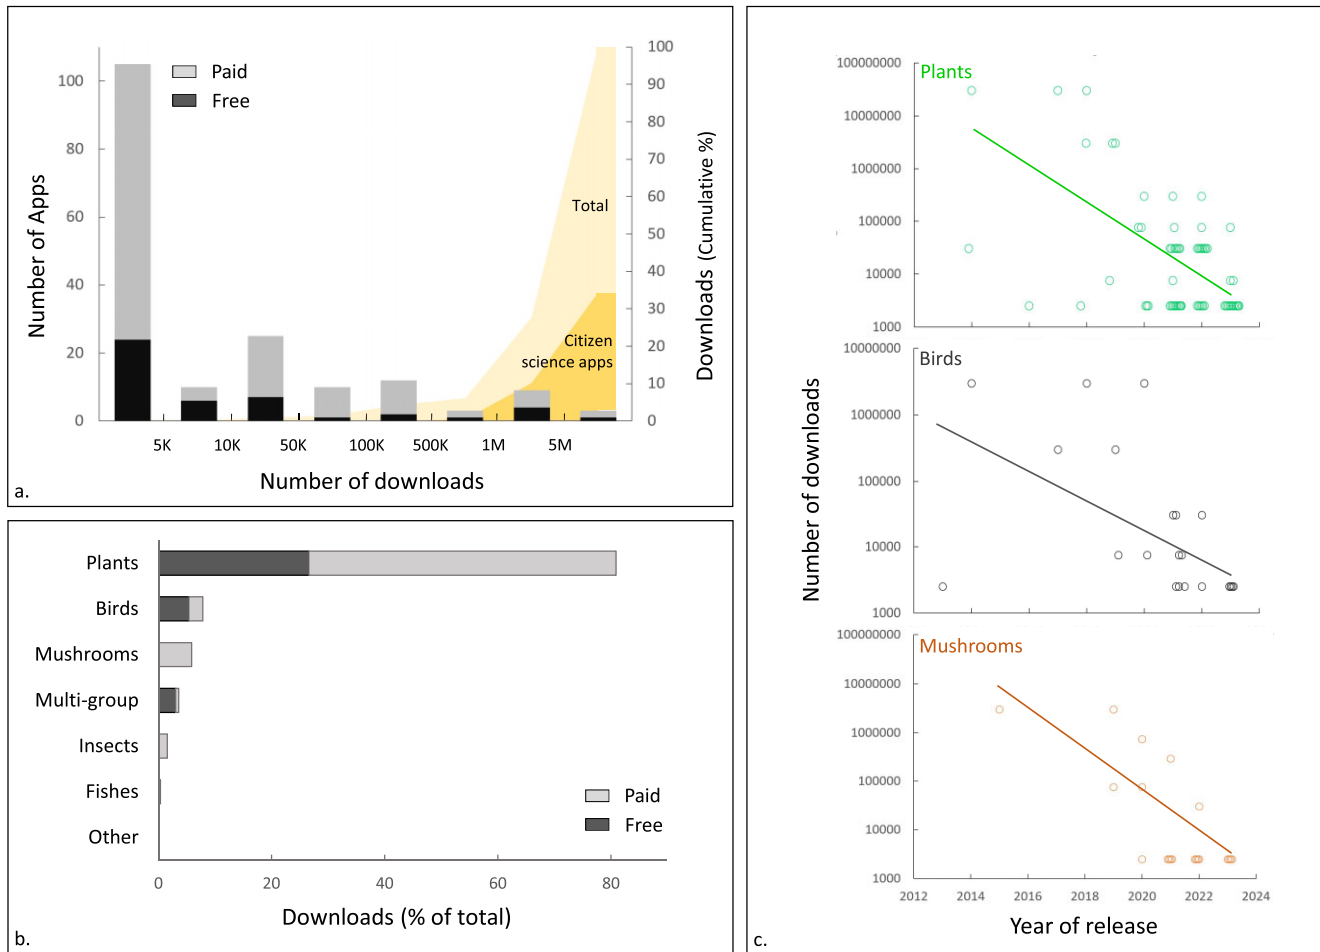 Paid
Free
100
80
60
40
20
0
Number of Apps
100
90
80
70
60
50
40
30
20
10
0
Downloads (Cumulative %)
Total
Citizen
science apps
5K 10K 50K 100K 500K 1M 5M
Number of downloads
a.
Plants
Birds
Mushrooms
Multi-group
Insects
Fishes
Other
Paid
Free
0 20 40 60 80
Downloads (% of total)
b.
Plants
100000000
10000000
1000000
100000
10000
1000
Birds
10000000
1000000
100000
10000
1000
Number of downloads
Mushrooms
100000000
10000000
1000000
100000
10000
1000
2012 2014 2016 2018 2020 2022 2024
Year of release
c.